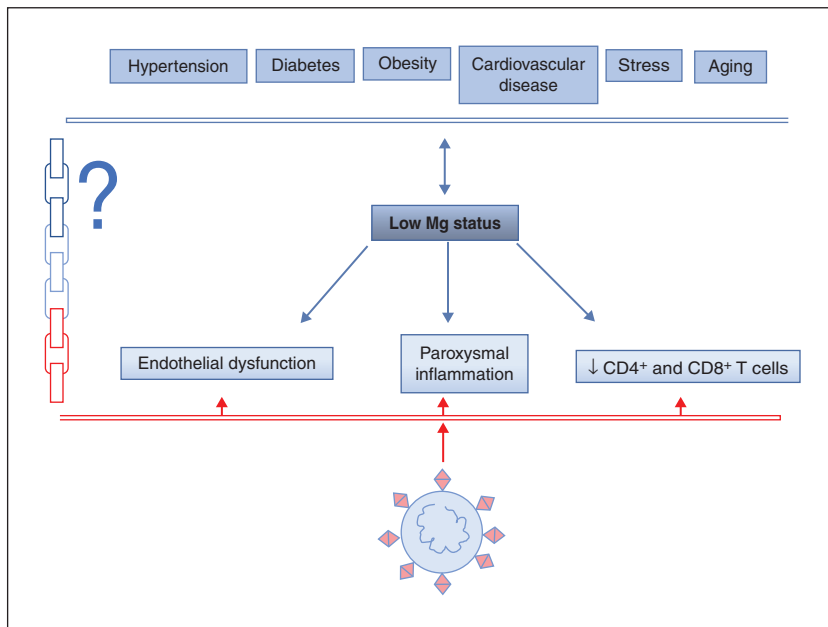 Hypertension
Diabetes
Obesity
Cardiovascular
disease
Stress
Aging
?
Low Mg status
Endothelial dysfunction
Paroxysmal
inflammation
↓ CD4⁺ and CD8⁺ T cells